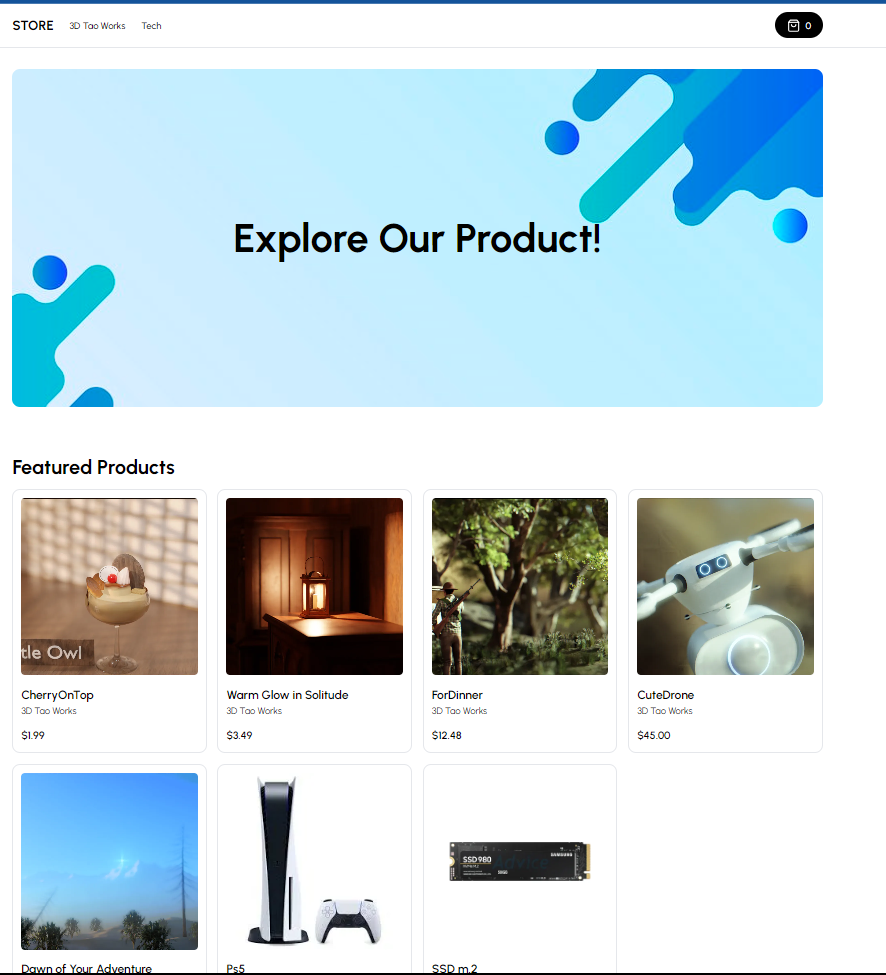 STORE 3D Tao Works Tech 0
Explore Our Product!
Featured Products
tle Owl
CherryOnTop
3D Tao Works
$1.99
Warm Glow in Solitude
3D Tao Works
$3.49
ForDinner
3D Tao Works
$12.48
CuteDrone
3D Tao Works
$45.00
SSD 980
SAMSUNG
Dawn of Your Adventure
Ps5
SSD m.2